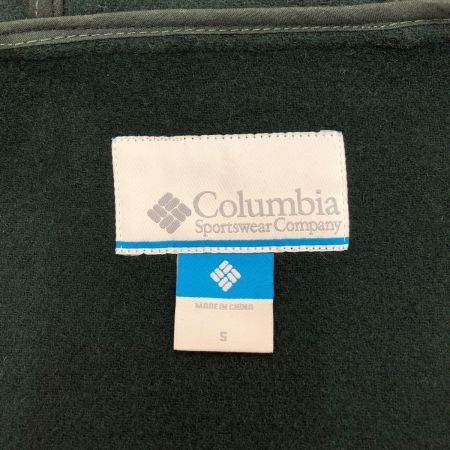 Columbia
Sportswear Company
MADE IN CHINA
S